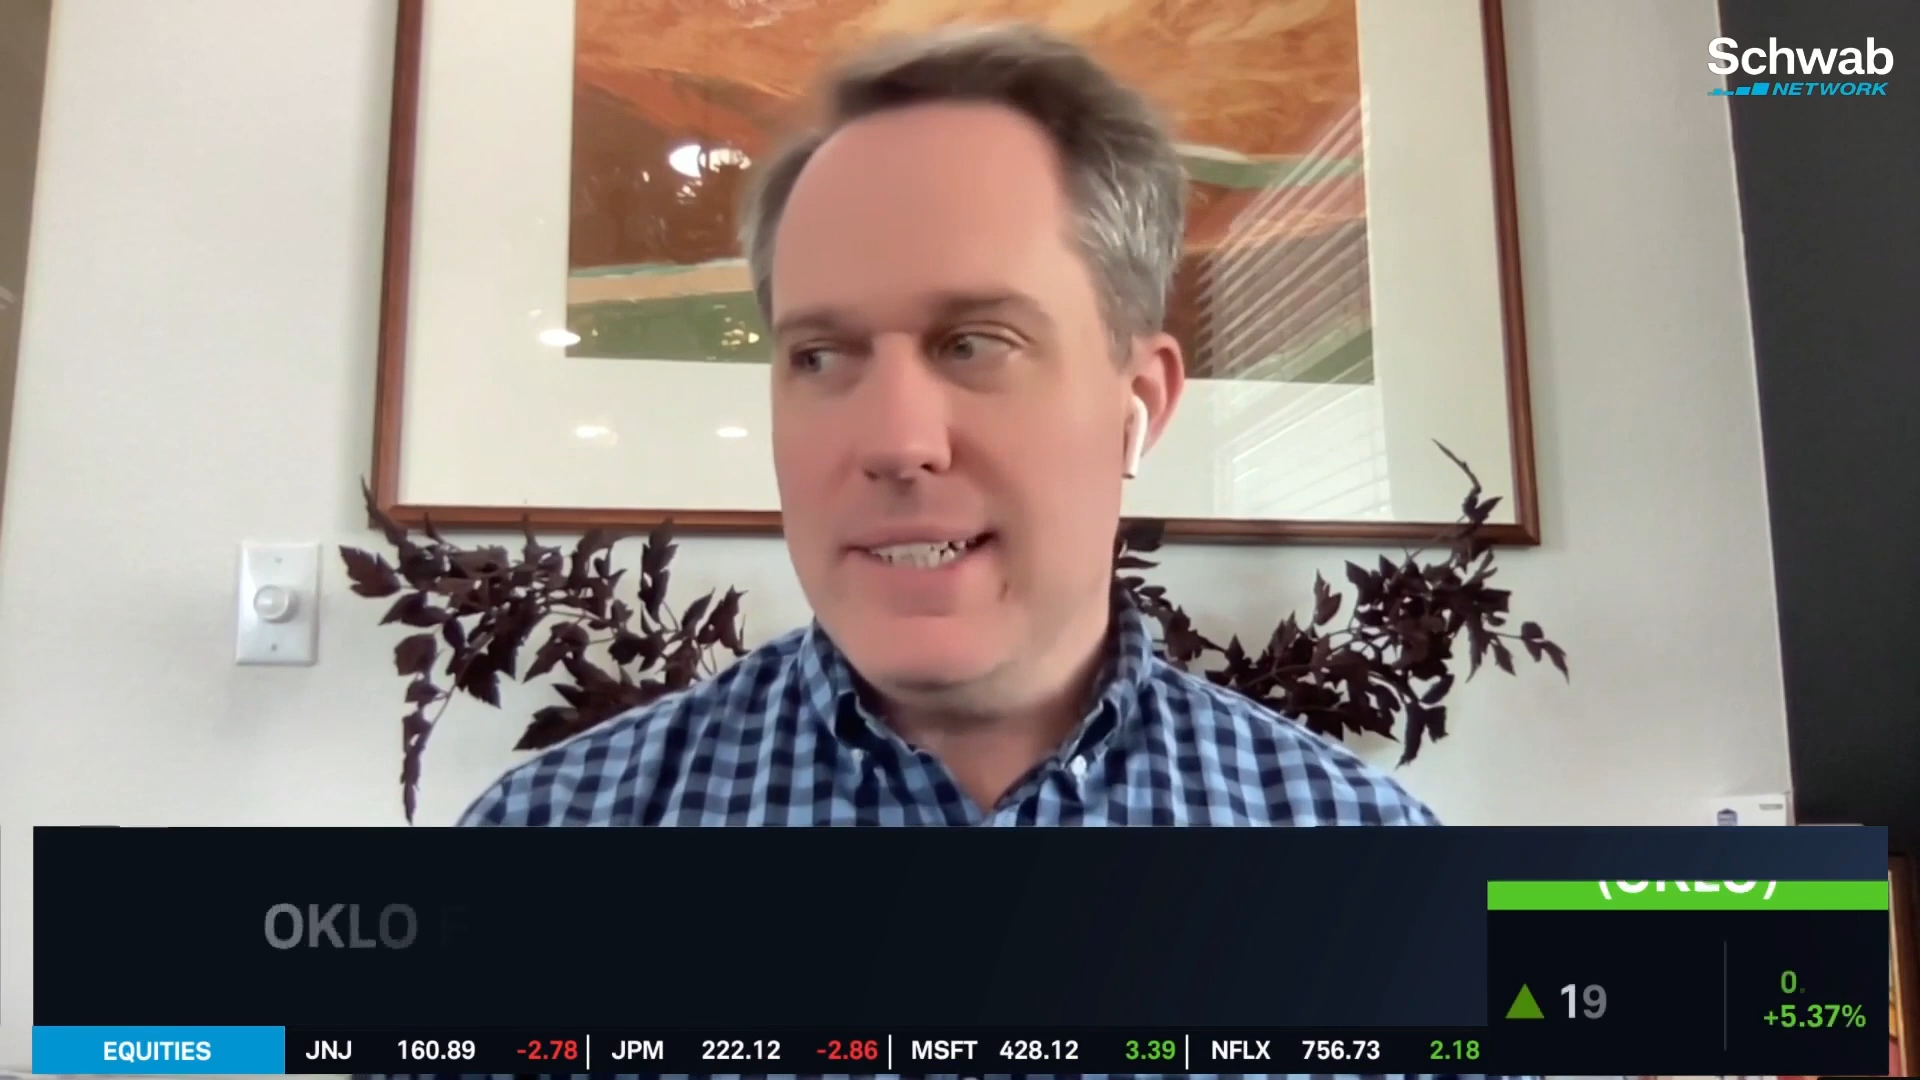 Schwab
NETWORK
OKLO
(OKLO)
19
0.
+5.37%
EQUITIES JNJ 160.89 -2.78 JPM 222.12 -2.86 MSFT 428.12 3.39 NFLX 756.73 2.18